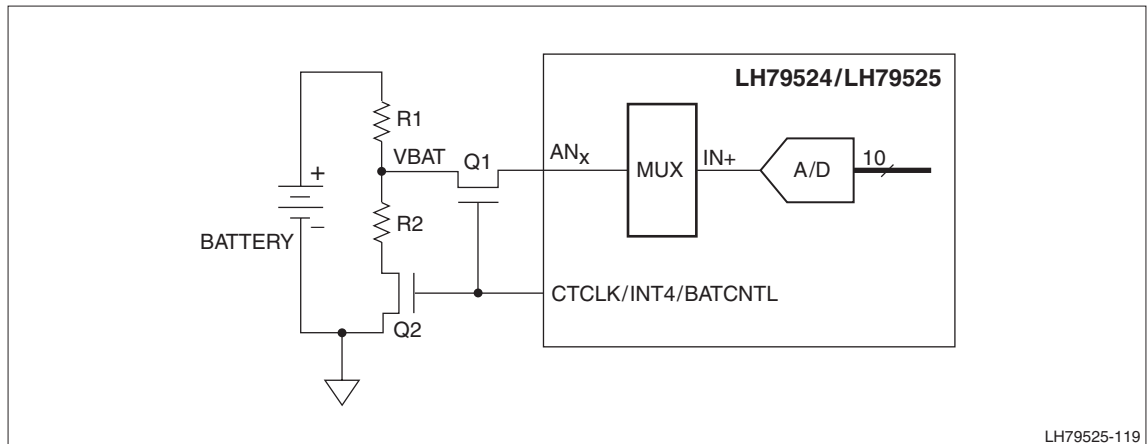 LH79524/LH79525
R1
VBAT
Q1
ANx
MUX
IN+
A/D
10
+
−
R2
BATTERY
Q2
CTCLK/INT4/BATCNTL
LH79525-119